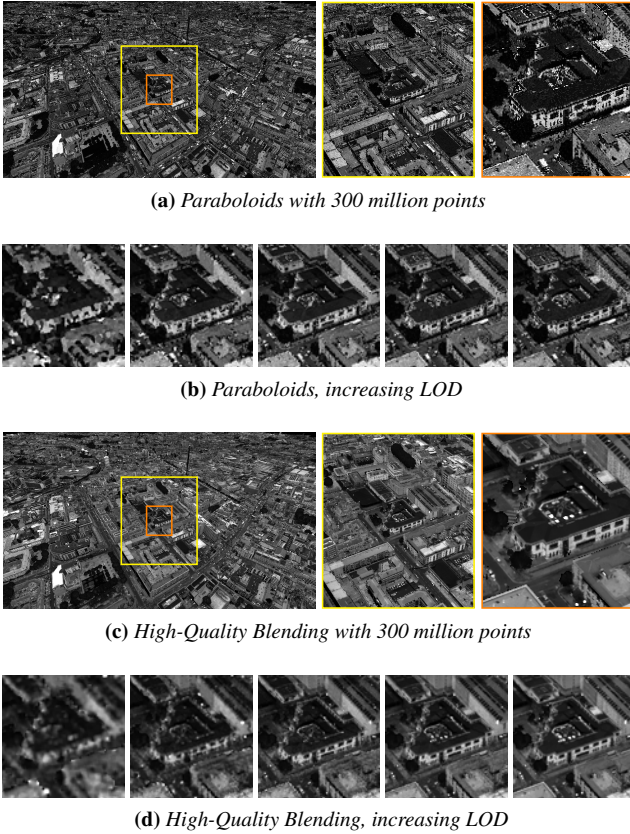 (a) Paraboloids with 300 million points
(b) Paraboloids, increasing LOD
(c) High-Quality Blending with 300 million points
(d) High-Quality Blending, increasing LOD